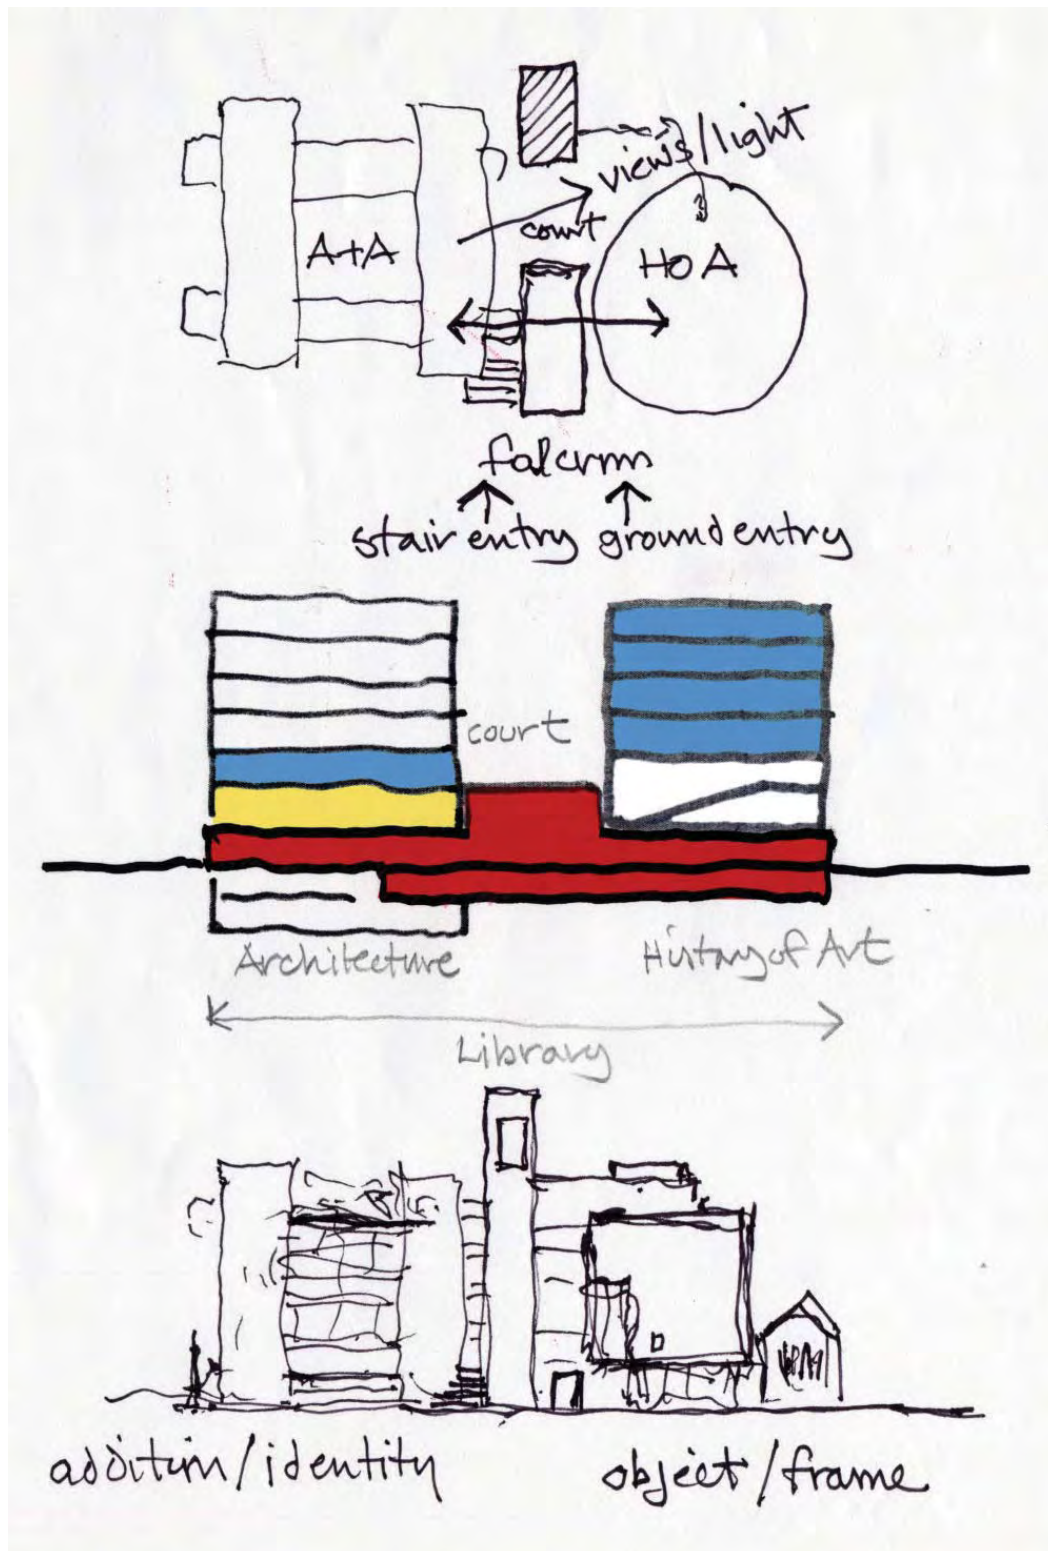 views/light
court
A+A
HOA
fulcrum
stair entry ground entry
court
Architecture
History of Art
Library
addition/identity
object/frame